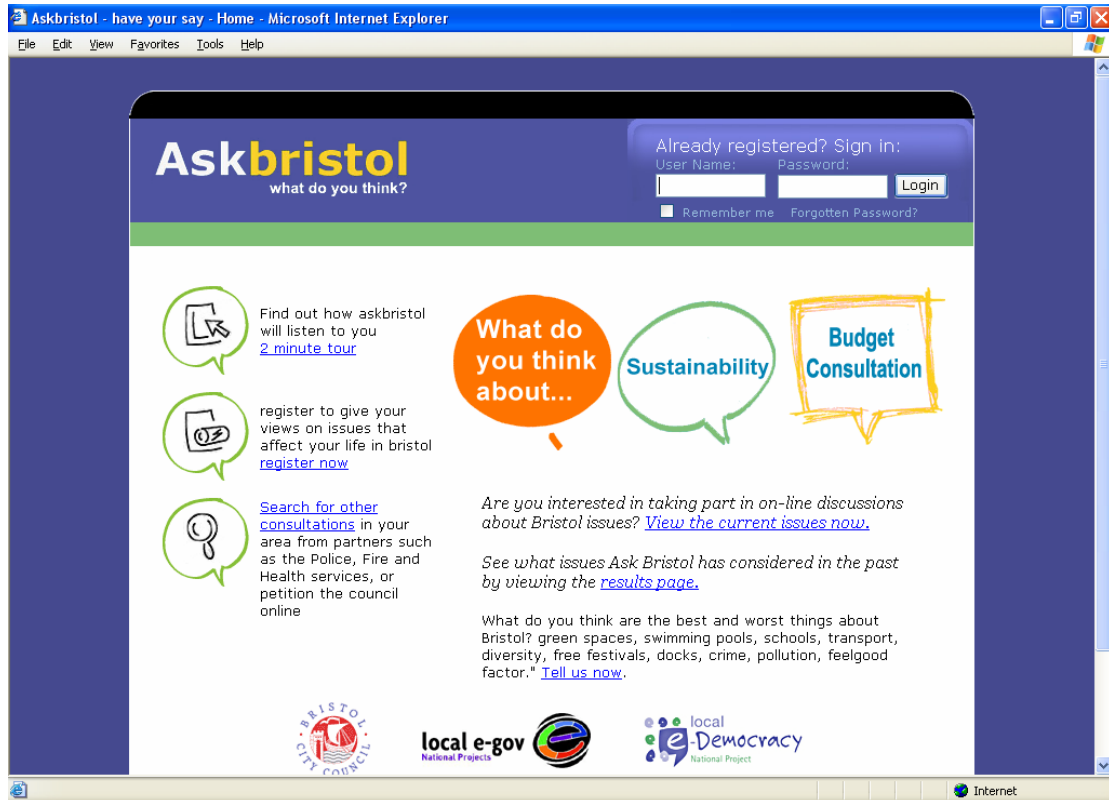 Askbristol - have your say - Home - Microsoft Internet Explorer
File Edit View Favorites Tools Help
Askbristol
what do you think?
Already registered? Sign in:
User Name: Password:
Login
Remember me Forgotten Password?
Find out how askbristol
will listen to you
2 minute tour
register to give your
views on issues that
affect your life in bristol
register now
Search for other
consultations in your
area from partners such
as the Police, Fire and
Health services, or
petition the council
online
What do
you think
about...
Sustainability
Budget
Consultation
Are you interested in taking part in on-line discussions
about Bristol issues? View the current issues now.
See what issues Ask Bristol has considered in the past
by viewing the results page.
What do you think are the best and worst things about
Bristol? green spaces, swimming pools, schools, transport,
diversity, free festivals, docks, crime, pollution, feelgood
factor." Tell us now.
BRISTOL
CITY COUNCIL
local e-gov
National Projects
local
e-Democracy
National Project
Internet